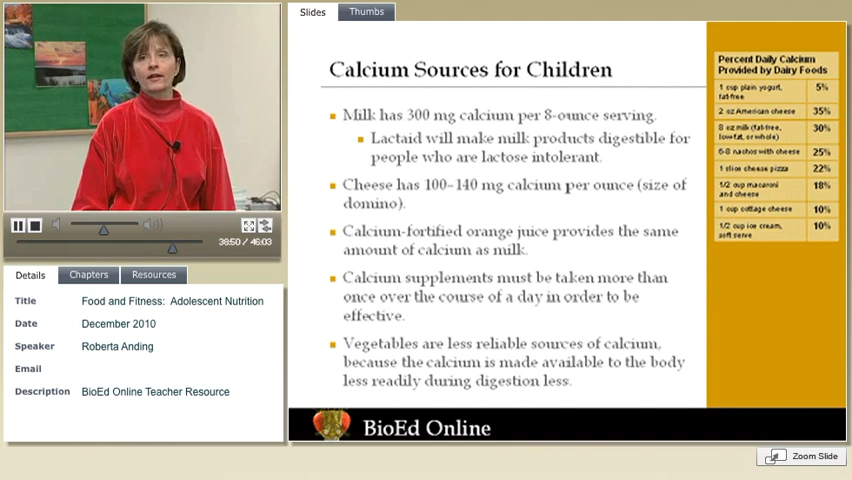 Slides
Thumbs
Calcium Sources for Children
Milk has 300 mg calcium per 8-ounce serving.
Lactaid will make milk products digestible for
people who are lactose intolerant.
Cheese has 100–140 mg calcium per ounce (size of
domino).
Calcium-fortified orange juice provides the same
amount of calcium as milk.
Calcium supplements must be taken more than
once over the course of a day in order to be
effective.
Vegetables are less reliable sources of calcium,
because the calcium is made available to the body
less readily during digestion less.
Percent Daily Calcium
Provided by Dairy Foods
1 cup plain yogurt, 5%
fat-free
2 oz American cheese 35%
8 oz milk (fat-free, 30%
low-fat, or whole)
6-8 nachos with cheese 25%
1 slice cheese pizza 22%
1/2 cup macaroni 18%
and cheese
1 cup cottage cheese 10%
1/2 cup ice cream, 10%
soft serve
BioEd Online
Zoom Slide
38:50 / 46:03
Details
Chapters
Resources
Title Food and Fitness: Adolescent Nutrition
Date December 2010
Speaker Roberta Anding
Email
Description BioEd Online Teacher Resource